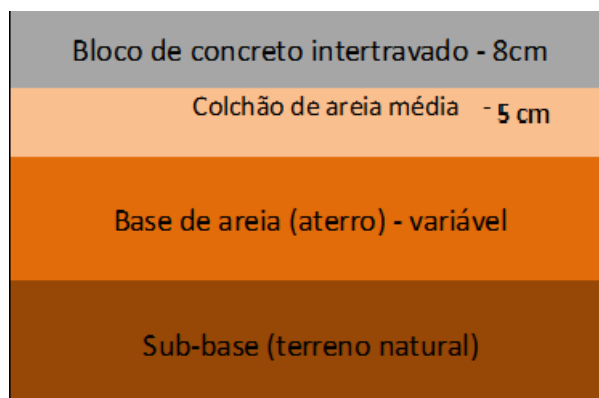 Bloco de concreto intertravado - 8cm
Colchão de areia média - 5 cm
Base de areia (aterro) - variável
Sub-base (terreno natural)